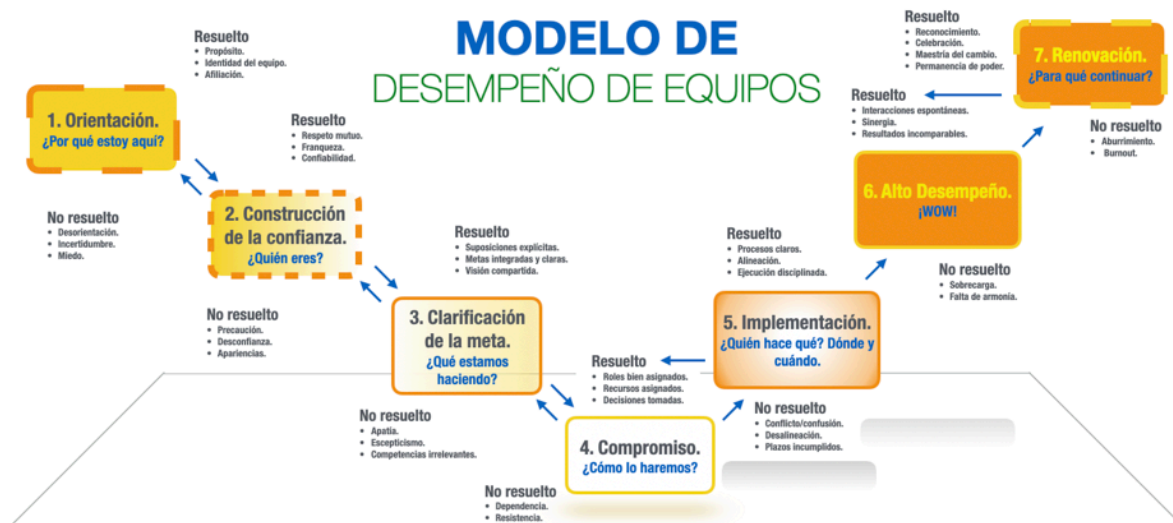 MODELO DE
DESEMPEÑO DE EQUIPOS
1. Orientación.
¿Por qué estoy aquí?
Resuelto
• Propósito.
• Identidad del equipo.
• Afiliación.
No resuelto
• Desorientación.
• Incertidumbre.
• Miedo.
2. Construcción
de la confianza.
¿Quién eres?
Resuelto
• Respeto mutuo.
• Franqueza.
• Confiabilidad.
No resuelto
• Precaución.
• Desconfianza.
• Apariencias.
3. Clarificación
de la meta.
¿Qué estamos
haciendo?
Resuelto
• Suposiciones explícitas.
• Metas integradas y claras.
• Visión compartida.
No resuelto
• Apatía.
• Escepticismo.
• Competencias irrelevantes.
4. Compromiso.
¿Cómo lo haremos?
Resuelto
• Roles bien asignados.
• Recursos asignados.
• Decisiones tomadas.
No resuelto
• Dependencia.
• Resistencia.
5. Implementación.
¿Quién hace qué? Dónde y
cuándo.
Resuelto
• Procesos claros.
• Alineación.
• Ejecución disciplinada.
No resuelto
• Conflicto/confusión.
• Desalineación.
• Plazos incumplidos.
6. Alto Desempeño.
¡WOW!
Resuelto
• Interacciones espontáneas.
• Sinergia.
• Resultados incomparables.
No resuelto
• Sobrecarga.
• Falta de armonía.
7. Renovación.
¿Para qué continuar?
Resuelto
• Reconocimiento.
• Celebración.
• Maestría del cambio.
• Permanencia de poder.
No resuelto
• Aburrimiento.
• Burnout.